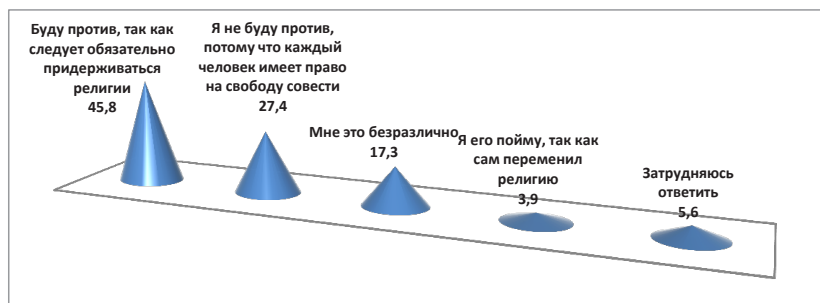 Буду против, так как
следует обязательно
придерживаться
религии
45,8
Я не буду против,
потому что каждый
человек имеет право
на свободу совести
27,4
Мне это безразлично
17,3
Я его пойму, так как
сам переменил
религию
3,9
Затрудняюсь
ответить
5,6